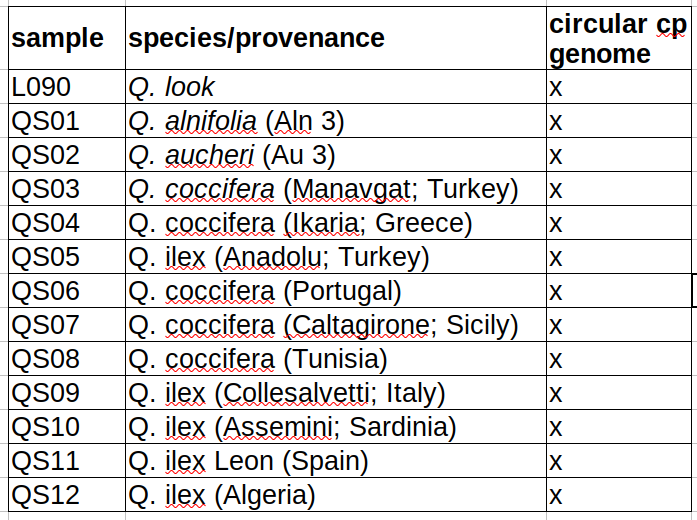 sample species/provenance circular cp
genome
L090 Q. look x
QS01 Q. alnifolia (Aln 3) x
QS02 Q. aucheri (Au 3) x
QS03 Q. coccifera (Manavgat; Turkey) x
QS04 Q. coccifera (Ikaria; Greece) x
QS05 Q. ilex (Anadolu; Turkey) x
QS06 Q. coccifera (Portugal) x
QS07 Q. coccifera (Caltagirone; Sicily) x
QS08 Q. coccifera (Tunisia) x
QS09 Q. ilex (Collesalvetti; Italy) x
QS10 Q. ilex (Assemini; Sardinia) x
QS11 Q. ilex Leon (Spain) x
QS12 Q. ilex (Algeria) x